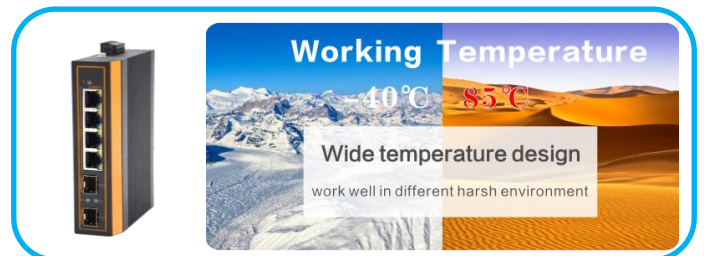 Working Temperature
-40℃ 85℃
Wide temperature design
work well in different harsh environment